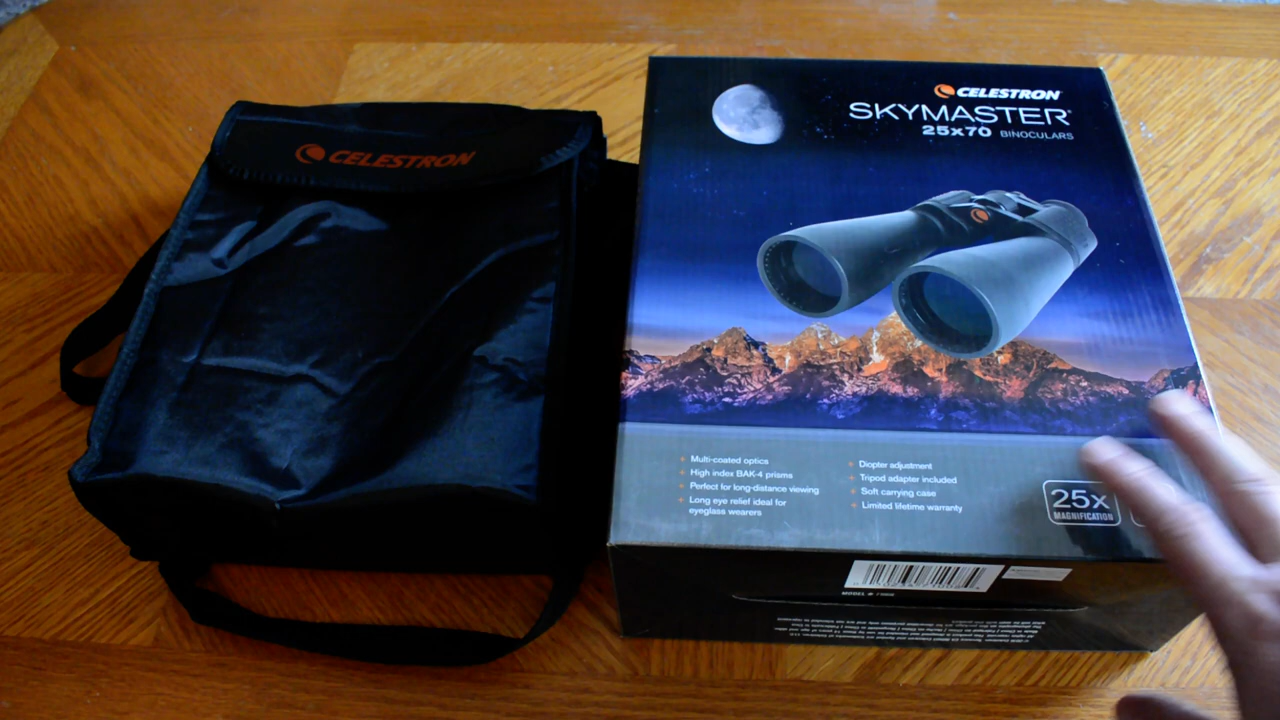 CELESTRON
CELESTRON
SKYMASTER
25x70 BINOCULARS
Multi-coated optics
High index BAK-4 prisms
Perfect for long-distance viewing
Long eye relief ideal for
eyeglass wearers
Diopter adjustment
Tripod adapter included
Soft carrying case
Limited lifetime warranty
25x
MAGNIFICATION
MODEL #